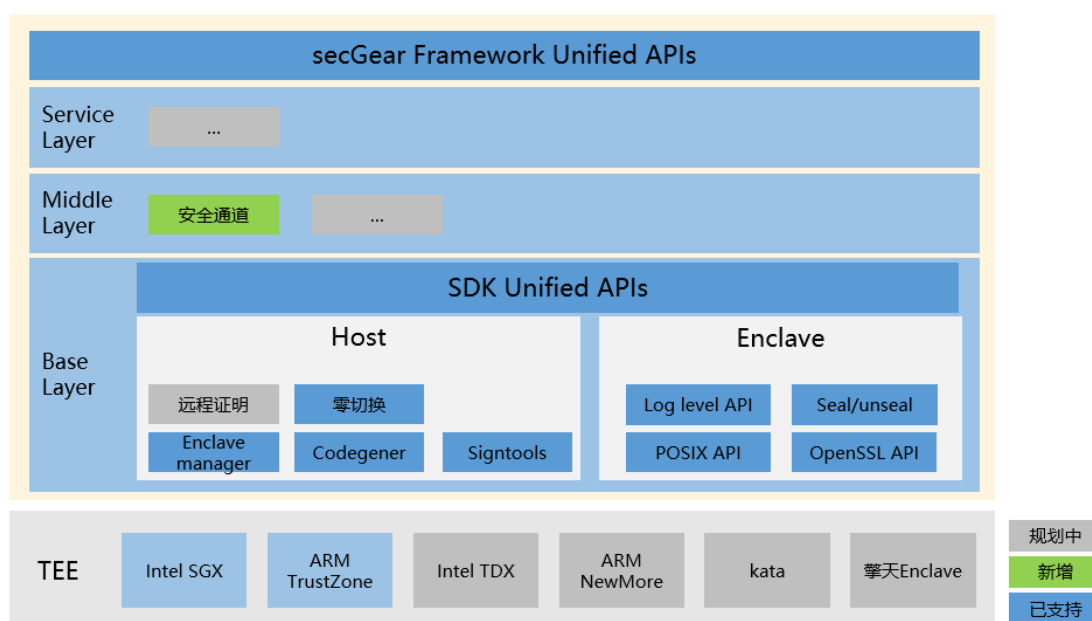 secGear Framework Unified APIs
Service
Layer
...
Middle
Layer
安全通道
...
Base
Layer
SDK Unified APIs
Host
Enclave
远程证明
零切换
Log level API
Seal/unseal
Enclave
manager
Codegener
Signtools
POSIX API
OpenSSL API
TEE
Intel SGX
ARM
TrustZone
Intel TDX
ARM
NewMore
kata
擎天Enclave
规划中
新增
已支持